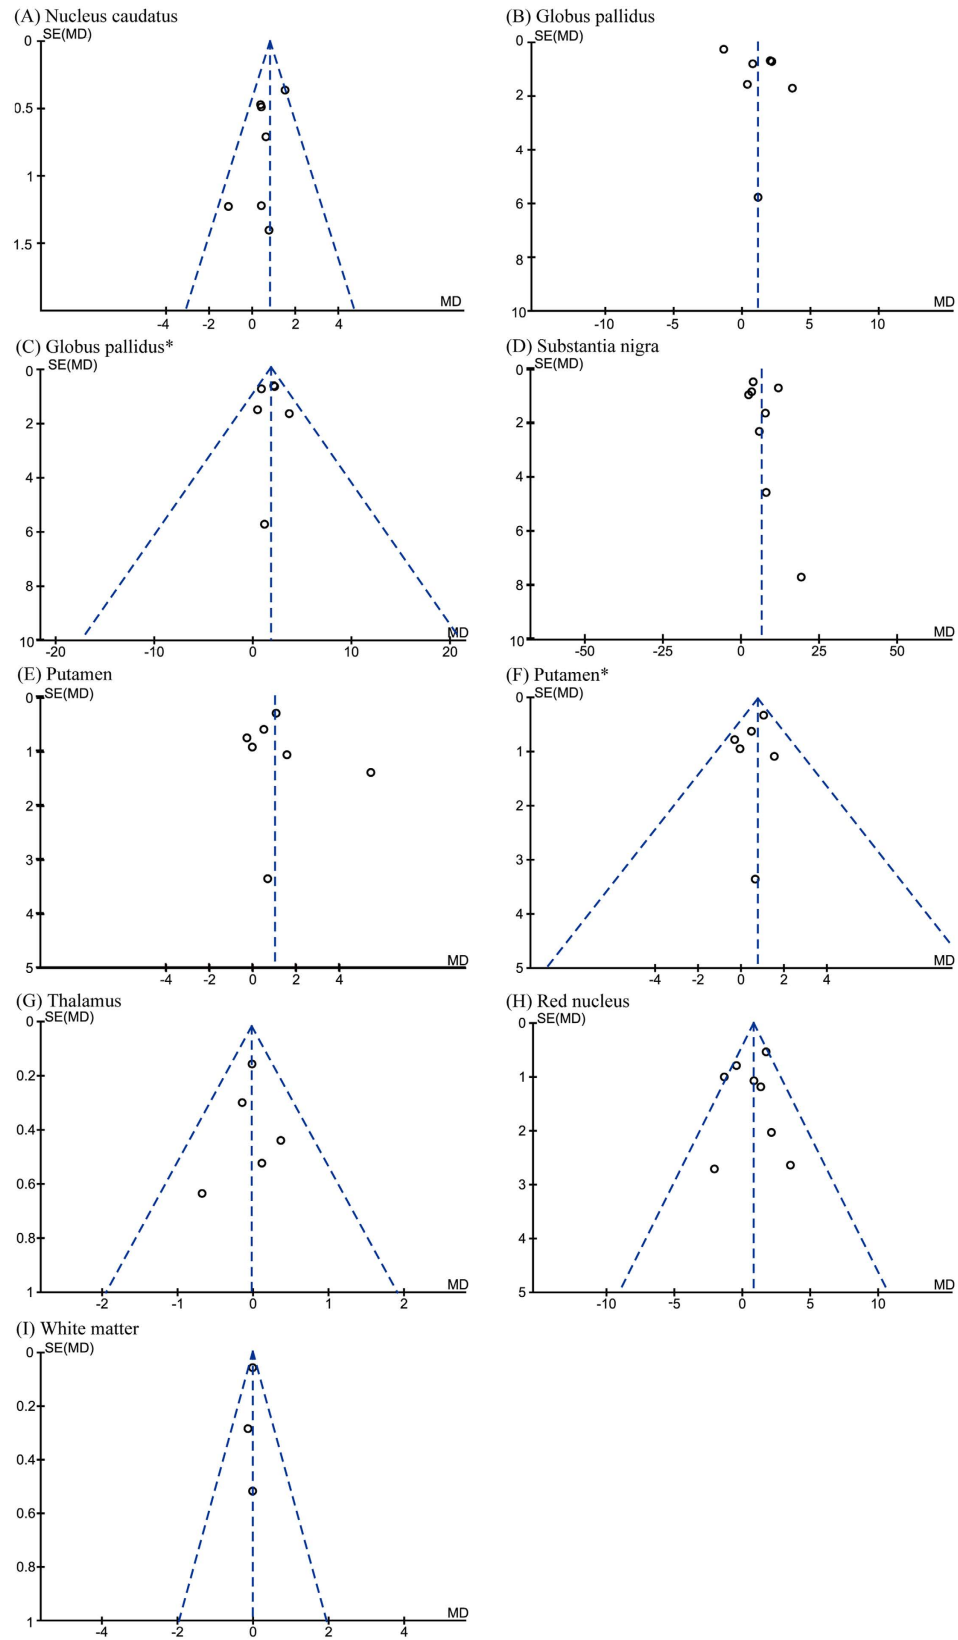 (A) Nucleus caudatus
SE(MD)
0
0.5
1
1.5
-4 -2 0 2 4
MD
(B) Globus pallidus
SE(MD)
0
2
4
6
8
10
-10 -5 0 5 10
MD
(C) Globus pallidus*
SE(MD)
0
2
4
6
8
10
-20 -10 0 10 20
MD
(D) Substantia nigra
SE(MD)
0
2
4
6
8
10
-50 -25 0 25 50
MD
(E) Putamen
SE(MD)
0
1
2
3
4
5
-4 -2 0 2 4
MD
(F) Putamen*
SE(MD)
0
1
2
3
4
5
-4 -2 0 2 4
MD
(G) Thalamus
SE(MD)
0
0.2
0.4
0.6
0.8
1
-2 -1 0 1 2
MD
(H) Red nucleus
SE(MD)
0
1
2
3
4
5
-10 -5 0 5 10
MD
(I) White matter
SE(MD)
0
0.2
0.4
0.6
0.8
1
-4 -2 0 2 4
MD